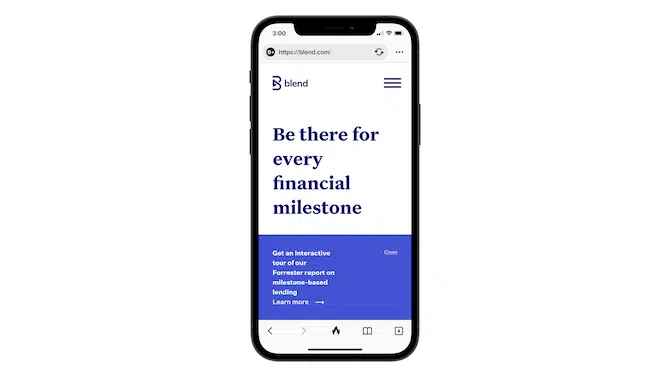 3:00
https://blend.com/
blend
Be there for
every
financial
milestone
Get an interactive
tour of our
Forrester report on
milestone-based
lending
Close
Learn more →